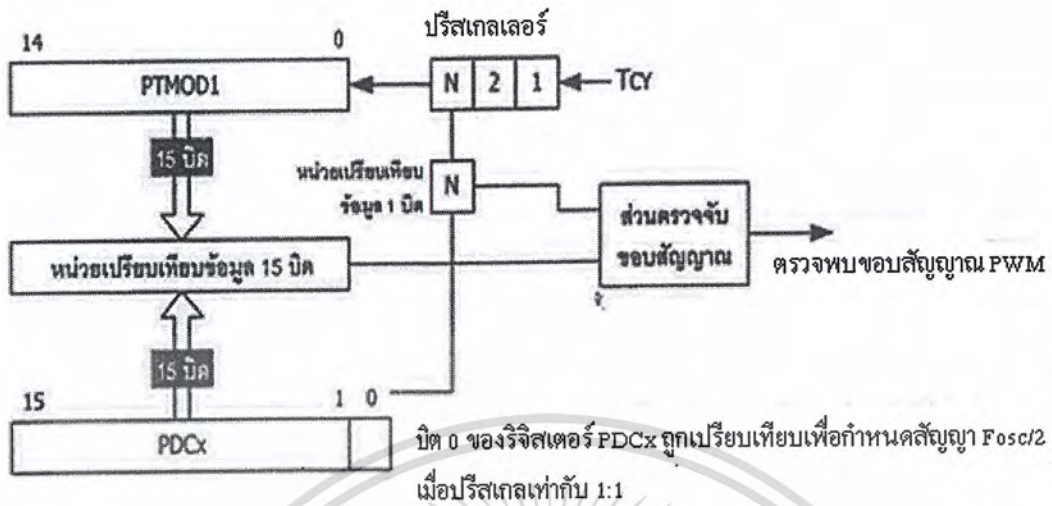 ปรีสเกลเลอร์
14 0
PTMOD1
N 2 1
TCY
15 บิต
หน่วยเปรียบเทียบ
ข้อมูล 1 บิต
N
ส่วนตรวจจับ
ขอบสัญญาณ
หน่วยเปรียบเทียบข้อมูล 15 บิต
ตรวจพบขอบสัญญาณ PWM
15 บิต
15 1 0
PDCx
บิต 0 ของริจิสเตอร์ PDCx ถูกเปรียบเทียบเพื่อกำหนดสัญญา Fosc/2
เมื่อปรีสเกลเท่ากับ 1:1